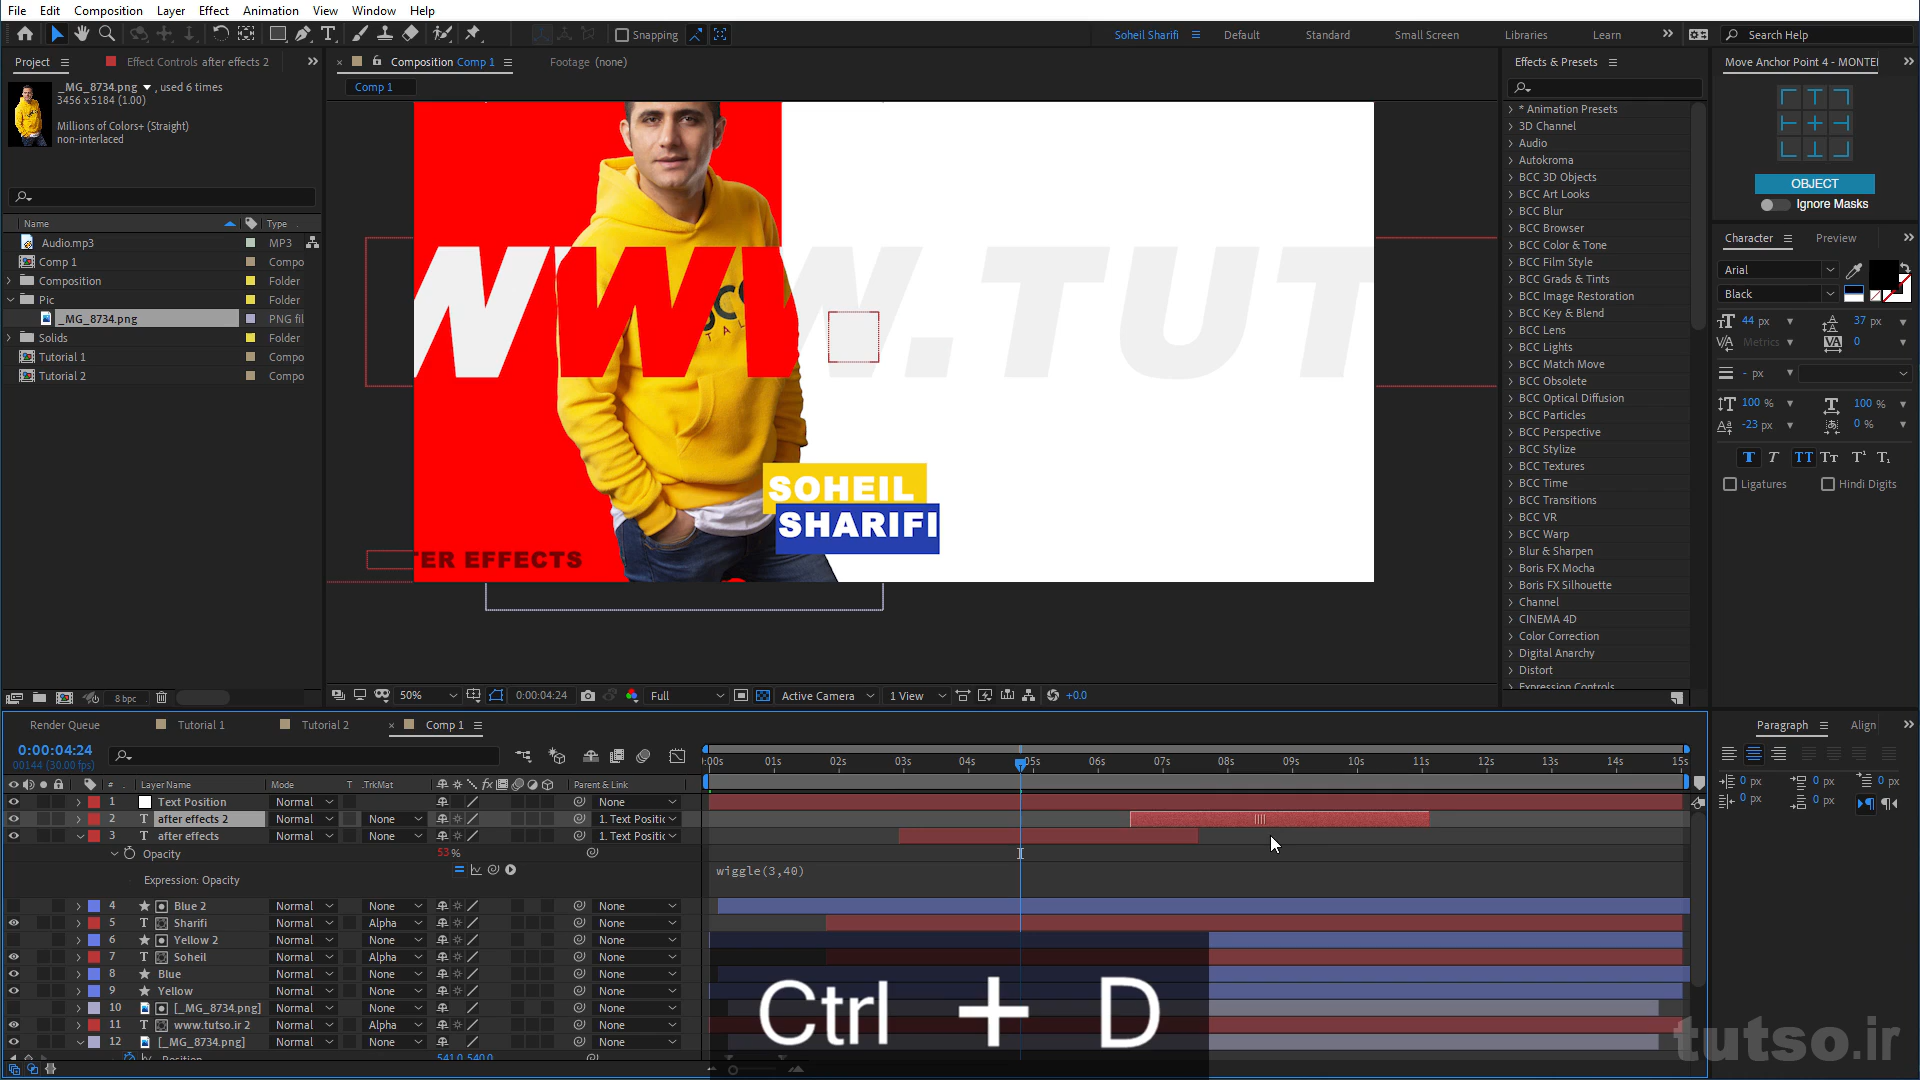 File Edit Composition Layer Effect Animation View Window Help
Snapping
Soheil Sharifi Default Standard Small Screen Libraries Learn Search Help
Project Effect Controls after effects 2
_MG_8734.png , used 6 times
3456 x 5184 (1.00)
Millions of Colors+ (Straight)
non-interlaced
Name Type
Audio.mp3 MP3
Comp 1 Compo
Composition Folder
Pic Folder
_MG_8734.png PNG fil
Solids Folder
Tutorial 1 Compo
Tutorial 2 Compo
8 bpc
Composition Comp 1 Footage (none)
Comp 1
WWW.TUT
SOHEIL
SHARIFI
TER EFFECTS
50% 0:00:04:24 Full Active Camera 1 View +0.0
Effects & Presets
* Animation Presets
3D Channel
Audio
Autokroma
BCC 3D Objects
BCC Art Looks
BCC Blur
BCC Browser
BCC Color & Tone
BCC Film Style
BCC Grads & Tints
BCC Image Restoration
BCC Key & Blend
BCC Lens
BCC Lights
BCC Match Move
BCC Obsolete
BCC Optical Diffusion
BCC Particles
BCC Perspective
BCC Stylize
BCC Textures
BCC Time
BCC Transitions
BCC VR
BCC Warp
Blur & Sharpen
Boris FX Mocha
Boris FX Silhouette
Channel
CINEMA 4D
Color Correction
Digital Anarchy
Distort
Expression Controls
Move Anchor Point 4 - MONTEI
OBJECT
Ignore Masks
Character Preview
Arial
Black
44 px 37 px
Metrics 0
- px
100 % 100 %
-23 px 0 %
Ligatures Hindi Digits
Paragraph Align
0 px 0 px 0 px
0 px 0 px
Render Queue Tutorial 1 Tutorial 2 Comp 1
0:00:04:24
00144 (30.00 fps)
# Layer Name Mode T .TrkMat Parent & Link
:00s 01s 02s 03s 04s 05s 06s 07s 08s 09s 10s 11s 12s 13s 14s 15s
1 Text Position Normal None
2 after effects 2 Normal None 1. Text Positic
3 after effects Normal None 1. Text Positic
Opacity 53 %
Expression: Opacity wiggle(3,40)
4 Blue 2 Normal None None
5 Sharifi Normal Alpha None
6 Yellow 2 Normal None None
7 Soheil Normal Alpha None
8 Blue Normal None None
9 Yellow Normal None None
10 [_MG_8734.png] Normal None None
11 www.tutso.ir 2 Normal Alpha None
12 [_MG_8734.png] Normal None None
Position 541.0,540.0
Ctrl + D
tutso.ir